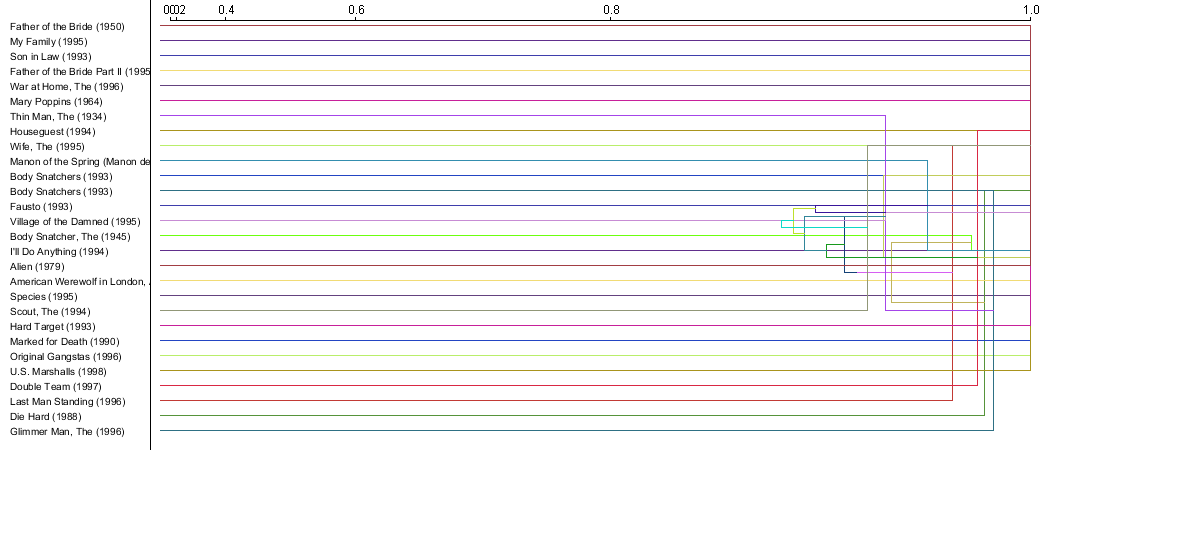 0 0.2 0.4 0.6 0.8 1.0
Father of the Bride (1950)
My Family (1995)
Son in Law (1993)
Father of the Bride Part II (1995
War at Home, The (1996)
Mary Poppins (1964)
Thin Man, The (1934)
Houseguest (1994)
Wife, The (1995)
Manon of the Spring (Manon de
Body Snatchers (1993)
Body Snatchers (1993)
Fausto (1993)
Village of the Damned (1995)
Body Snatcher, The (1945)
I'll Do Anything (1994)
Alien (1979)
American Werewolf in London,
Species (1995)
Scout, The (1994)
Hard Target (1993)
Marked for Death (1990)
Original Gangstas (1996)
U.S. Marshalls (1998)
Double Team (1997)
Last Man Standing (1996)
Die Hard (1988)
Glimmer Man, The (1996)